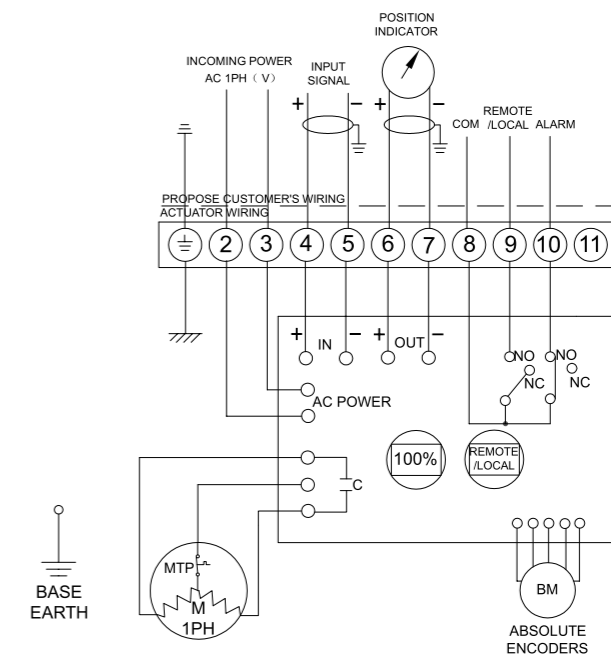 POSITION
INDICATOR
INCOMING POWER
AC 1PH ( V )
INPUT
SIGNAL
+ − + −
COM REMOTE /LOCAL ALARM
PROPOSE CUSTOMER'S WIRING
ACTUATOR WIRING
2 3 4 5 6 7 8 9 10 11
+ IN − + OUT −
NO NO
NC NC
AC POWER
100%
REMOTE
/LOCAL
C
MTP
M
1PH
BASE
EARTH
BM
ABSOLUTE
ENCODERS